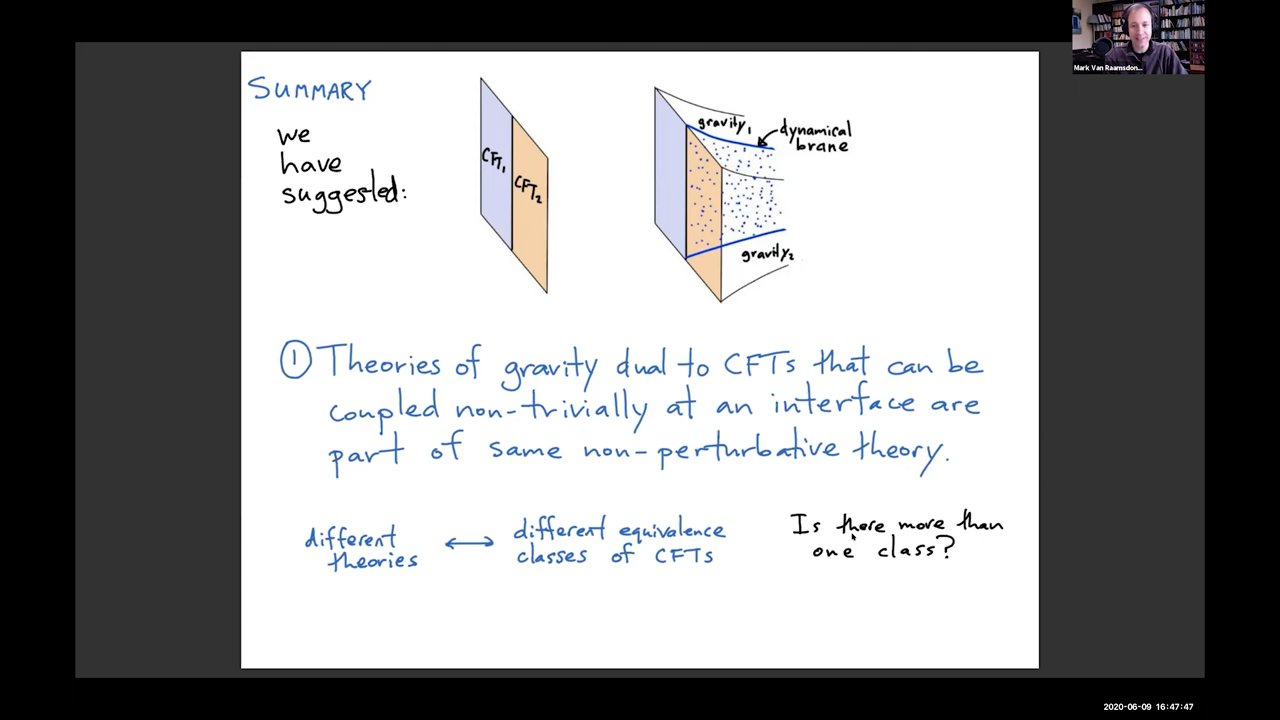 Mark Van Raamsdon...
SUMMARY
we
have
suggested:
CFT₁
CFT₂
gravity₁
dynamical
brane
gravity₂
① Theories of gravity dual to CFTs that can be
coupled non-trivially at an interface are
part of same non-perturbative theory.
different
theories
↔
different equivalence
classes of CFTs
Is there more than
one class?
2020-06-09 16:47:47